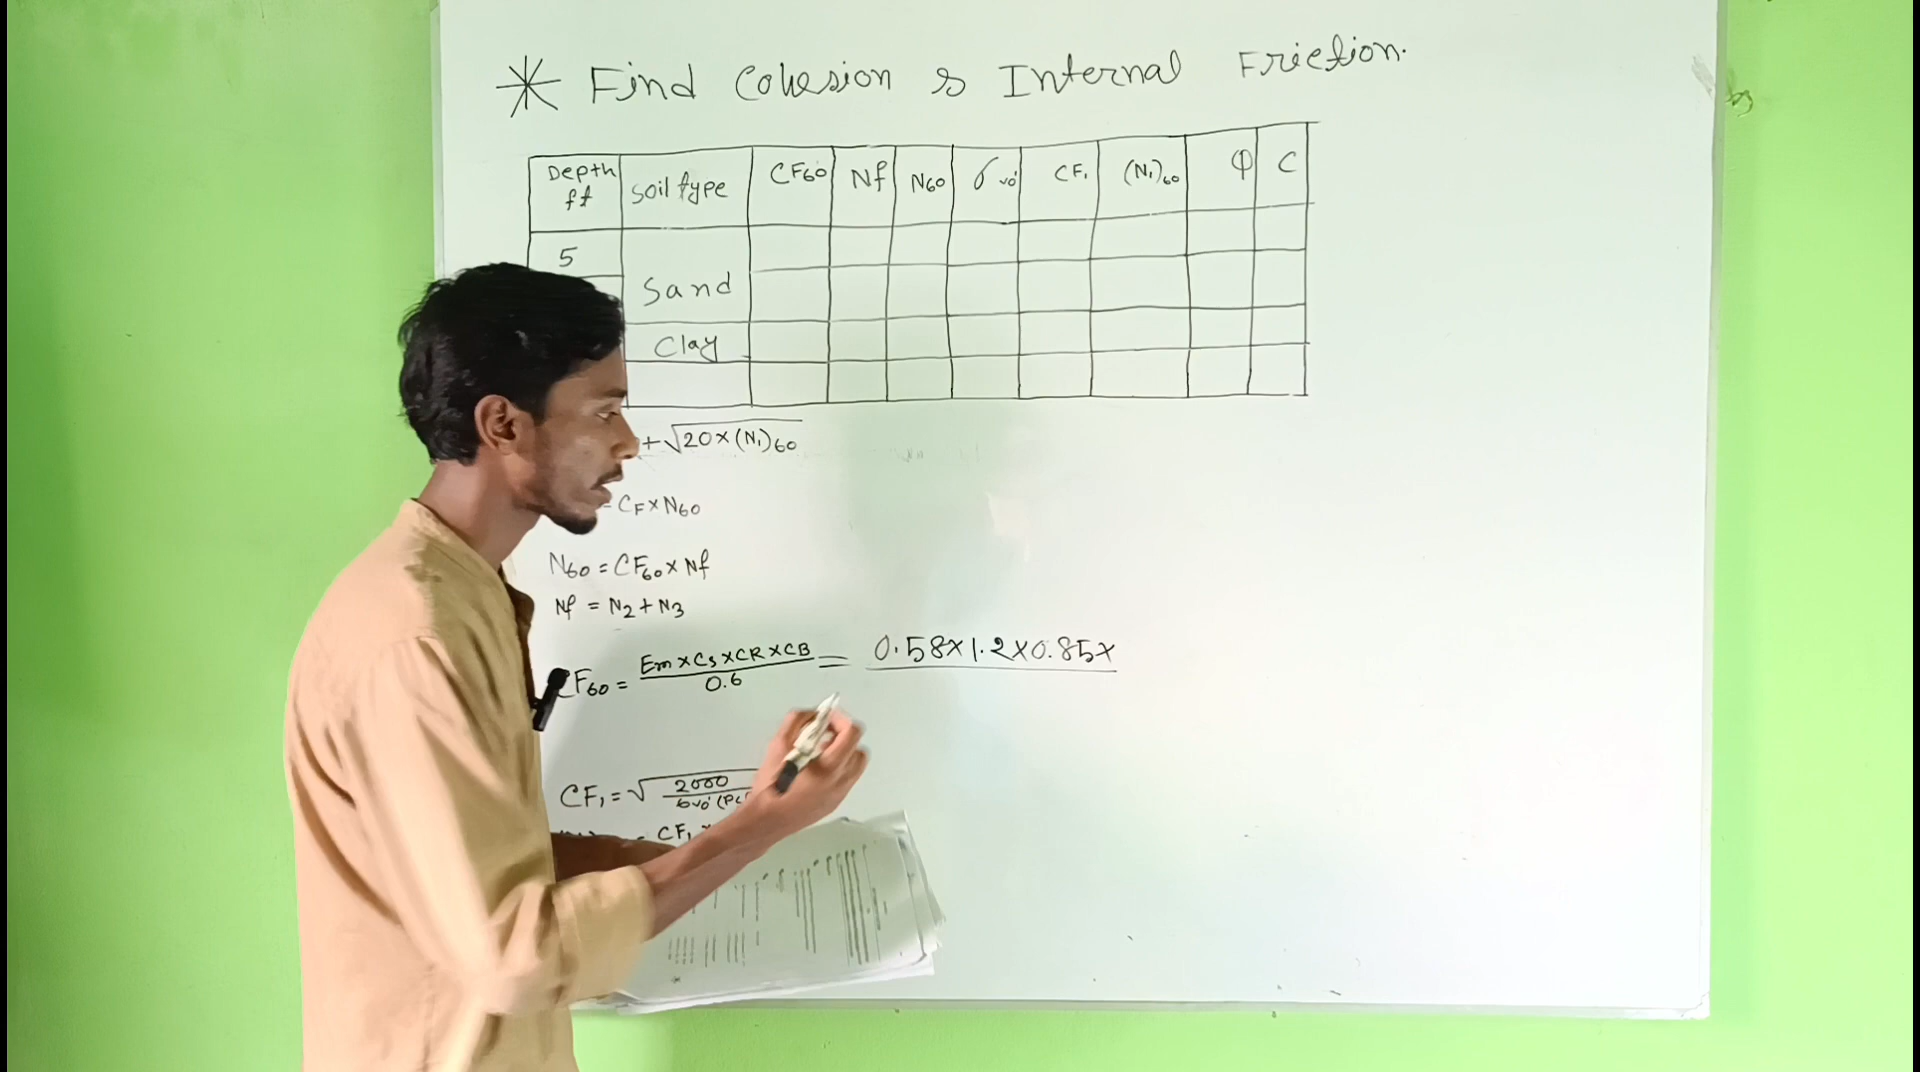 * Find Cohesion & Internal Friction.
Depth ft soil type CF60 Nf N60 σvo' CF1 (N1)60 φ C
5
Sand
Clay
+√20×(N1)60
= CF×N60
N60 = CF60×Nf
Nf = N2+N3
CF60 = Em×Cs×CR×CB / 0.6 = 0.58×1.2×0.85×
CF1 = √2000 / σvo'
CF1